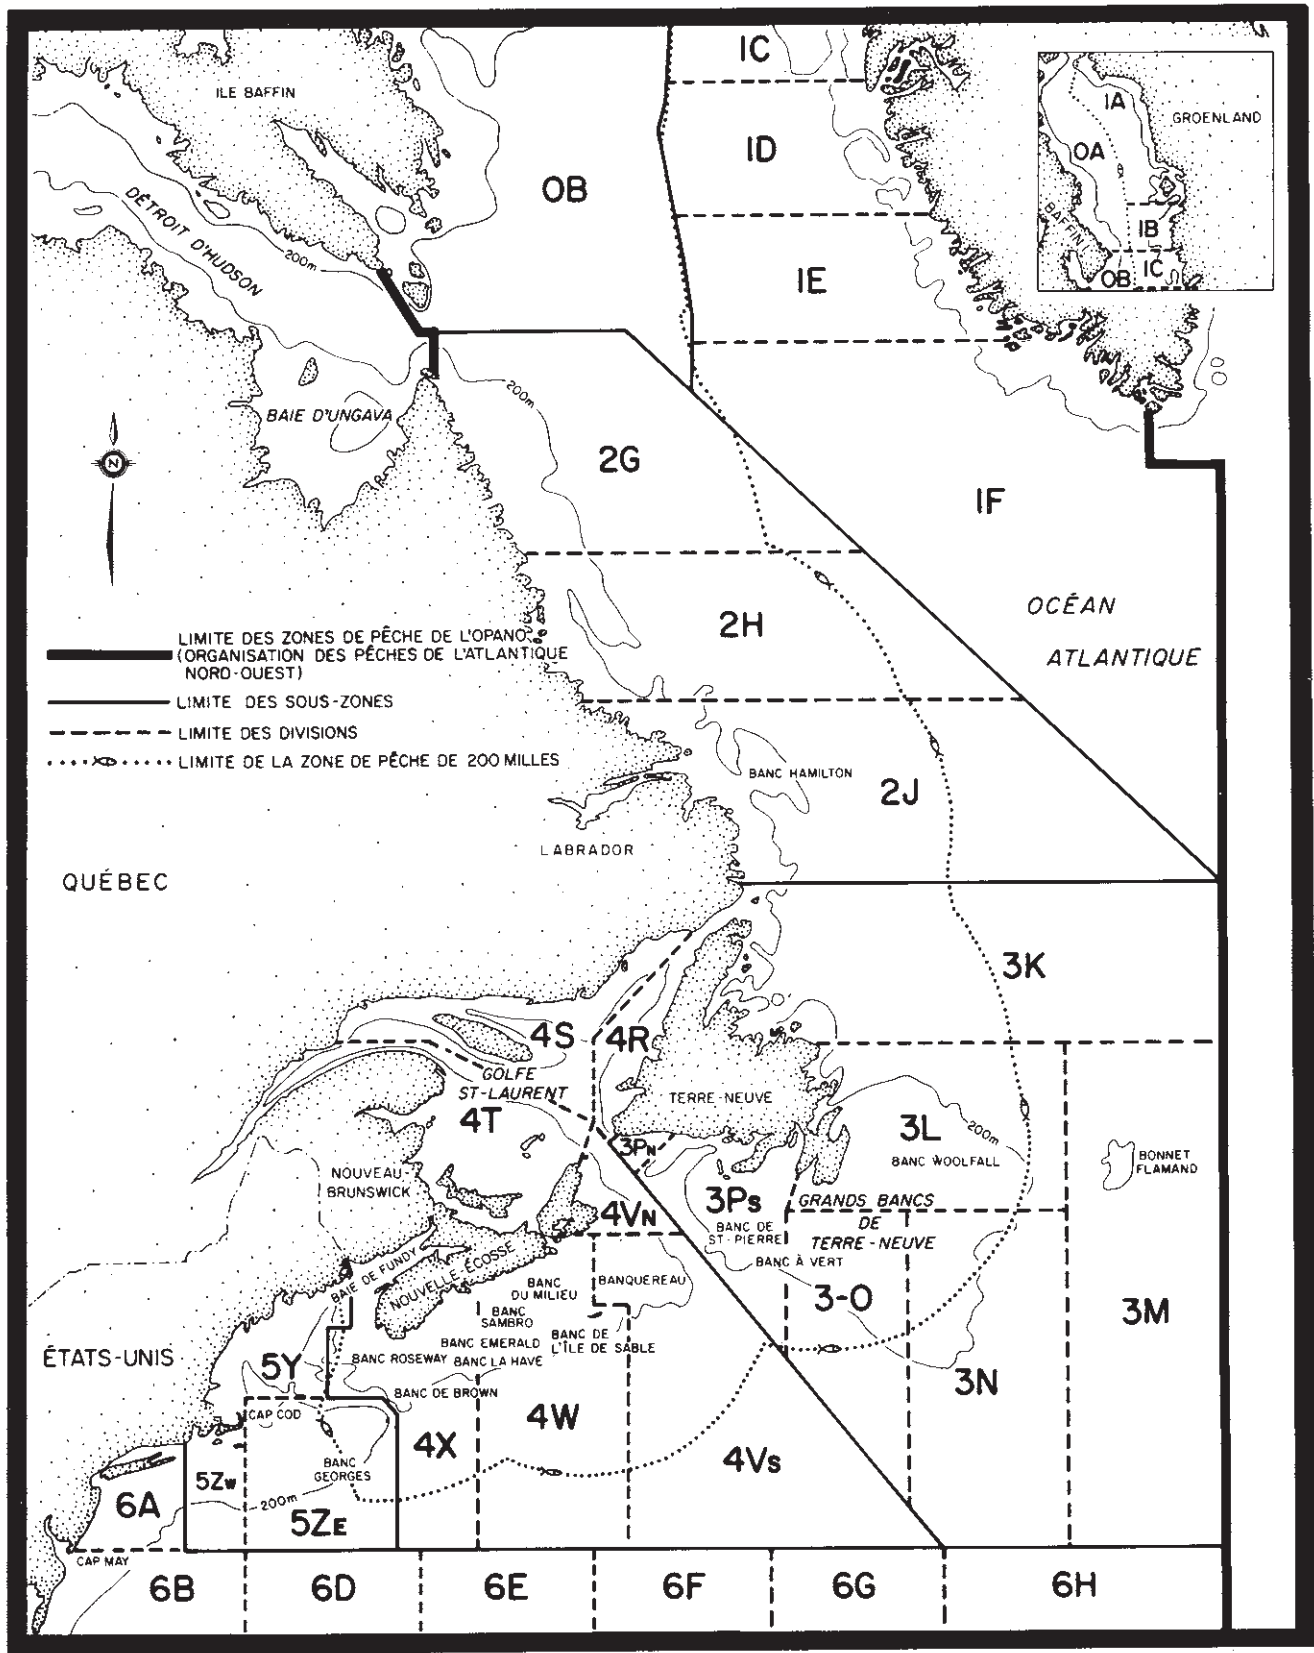 1C
ILE BAFFIN
1A
GROENLAND
1D
OA
OB
DÉTROIT D'HUDSON
BAFFIN
1B
200m
1E
OB
1C
200m
BAIE D'UNGAVA
2G
N
1F
OCÉAN
ATLANTIQUE
2H
LIMITE DES ZONES DE PÊCHE DE L'OPANO
(ORGANISATION DES PÊCHES DE L'ATLANTIQUE
NORD-OUEST)
LIMITE DES SOUS-ZONES
LIMITE DES DIVISIONS
LIMITE DE LA ZONE DE PÊCHE DE 200 MILLES
BANC HAMILTON
2J
LABRADOR
QUÉBEC
3K
4S
4R
GOLFE
ST-LAURENT
TERRE-NEUVE
4T
3L
200m
3PN
BANC WOOLFALL
BONNET
FLAMAND
NOUVEAU-
BRUNSWICK
3Ps
GRANDS BANCS
4VN
BANC DE
ST-PIERRE
DE
TERRE-NEUVE
BANC À VERT
BAIE DE FUNDY
NOUVELLE-ÉCOSSE
BANC
DU MILIEU
BANQUEREAU
3-O
3M
BANC
SAMBRO
BANC EMERALD
BANC DE
L'ÎLE DE SABLE
ÉTATS-UNIS
5Y
BANC ROSEWAY
BANC LA HAVE
3N
BANC DE BROWN
CAP COD
4W
4X
BANC
GEORGES
4Vs
5Zw
200m
6A
5ZE
CAP MAY
6B
6D
6E
6F
6G
6H